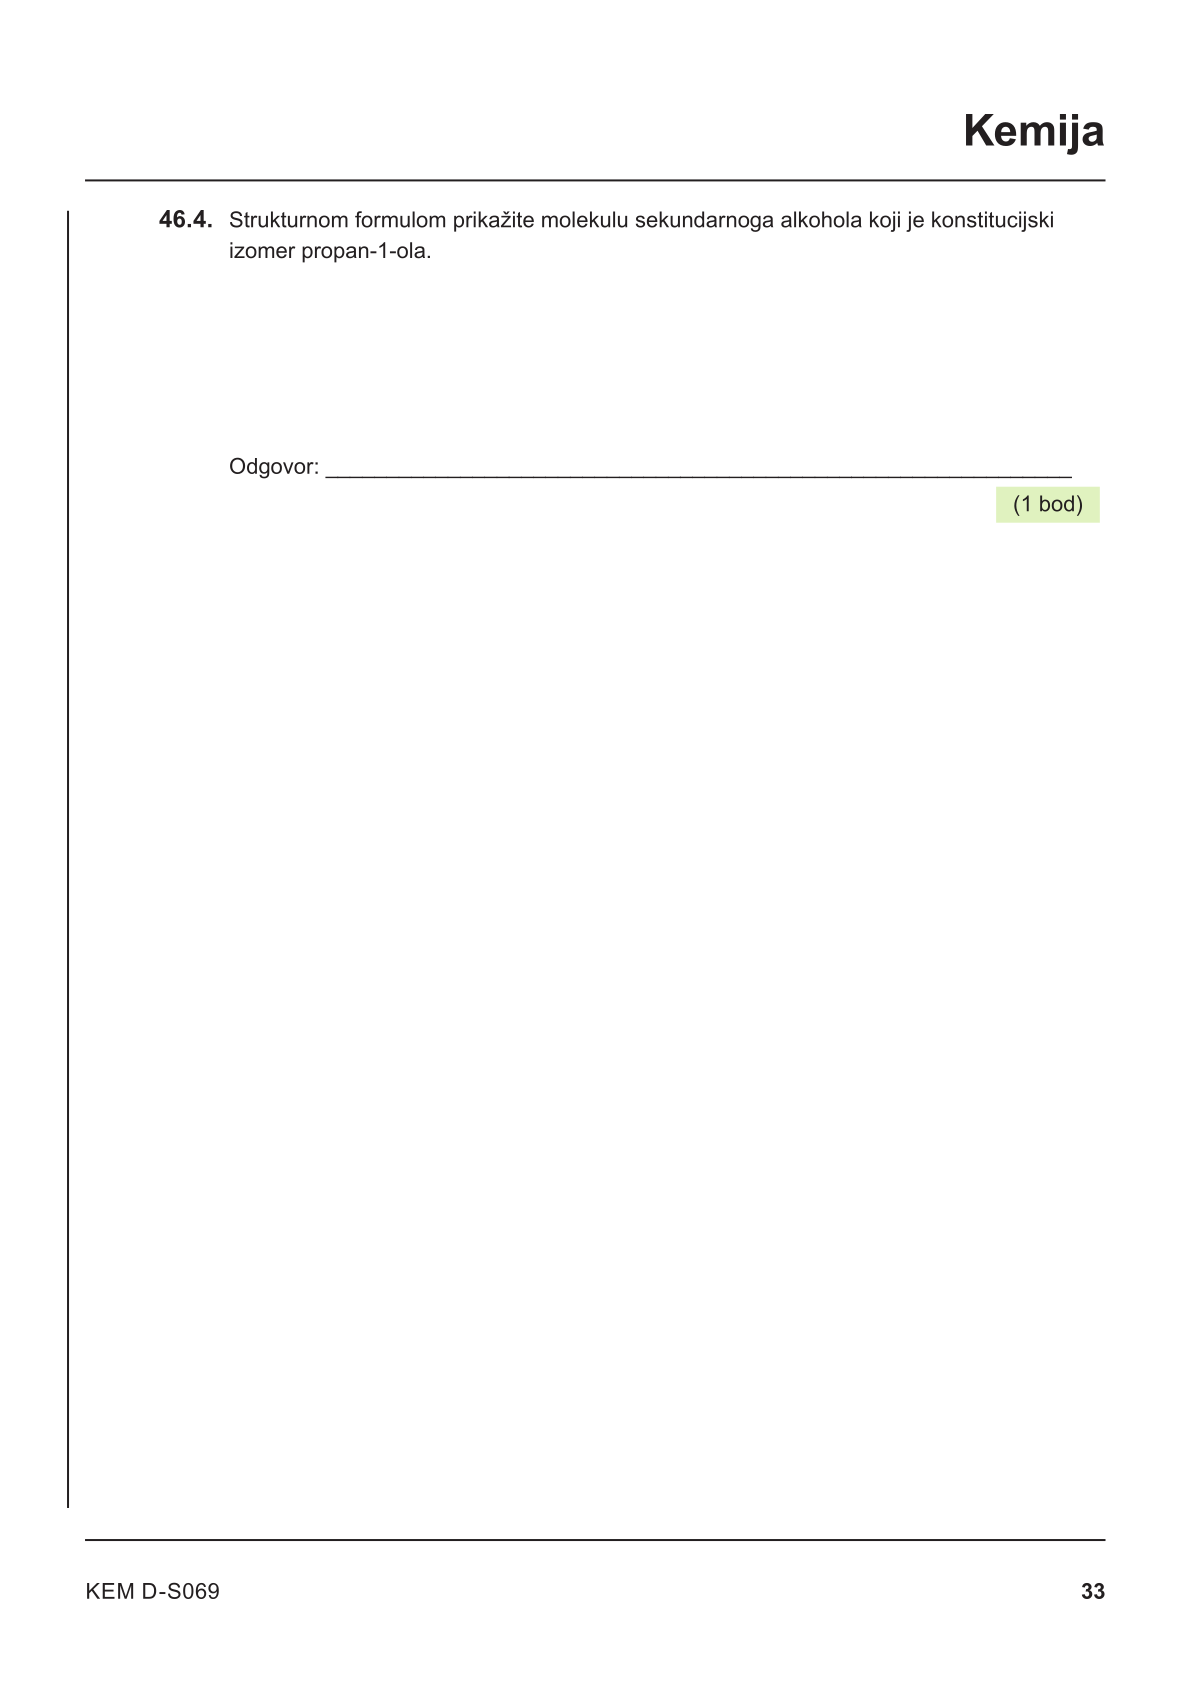 Kemija
46.4. Strukturnom formulom prikažite molekulu sekundarnoga alkohola koji je konstitucijski
izomer propan-1-ola.
Odgovor: ______________________________________________________________
(1 bod)
KEM D-S069
33